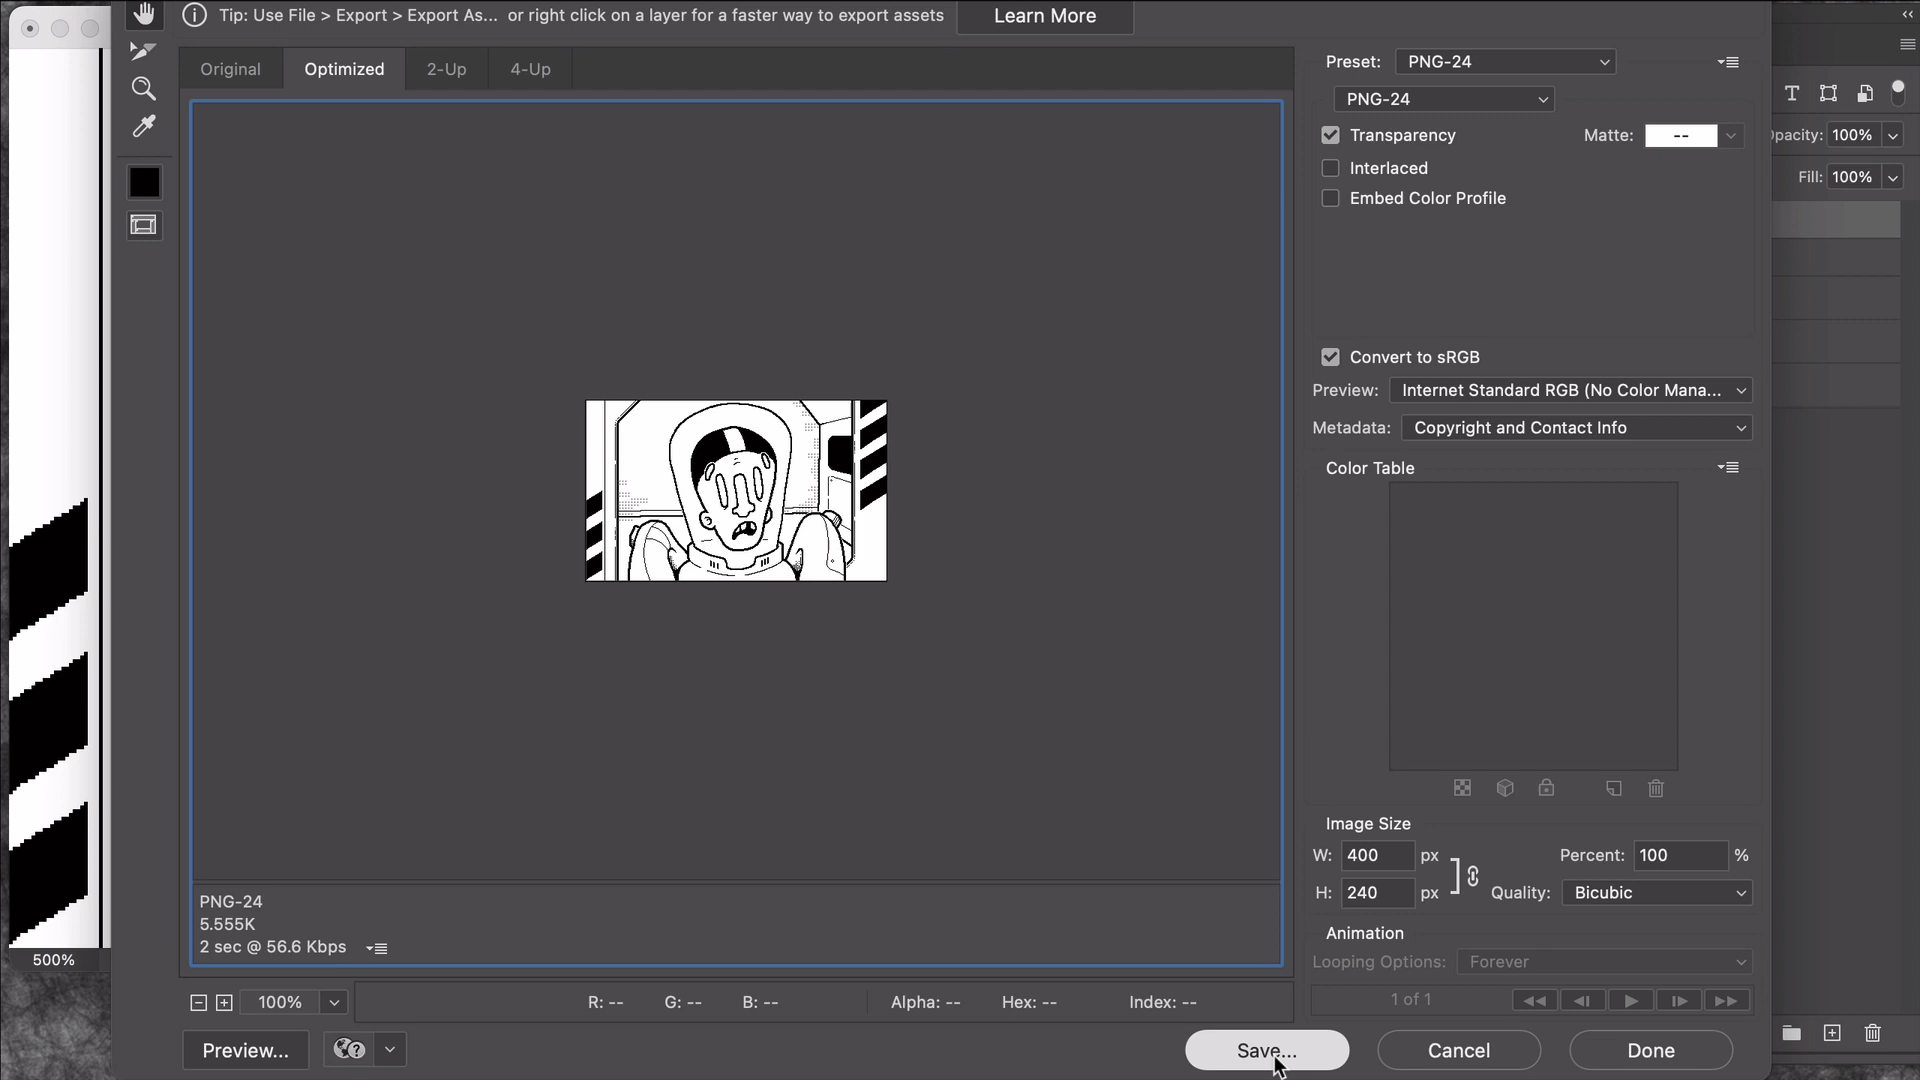 Tip: Use File > Export > Export As... or right click on a layer for a faster way to export assets
Learn More
Original
Optimized
2-Up
4-Up
Preset: PNG-24
PNG-24
Transparency
Matte: --
Interlaced
Embed Color Profile
Convert to sRGB
Preview: Internet Standard RGB (No Color Mana...
Metadata: Copyright and Contact Info
Color Table
Image Size
W: 400 px
Percent: 100 %
H: 240 px
Quality: Bicubic
Animation
Looping Options: Forever
1 of 1
PNG-24
5.555K
2 sec @ 56.6 Kbps
100%
R: --
G: --
B: --
Alpha: --
Hex: --
Index: --
Preview...
Save...
Cancel
Done
500%
Opacity: 100%
Fill: 100%